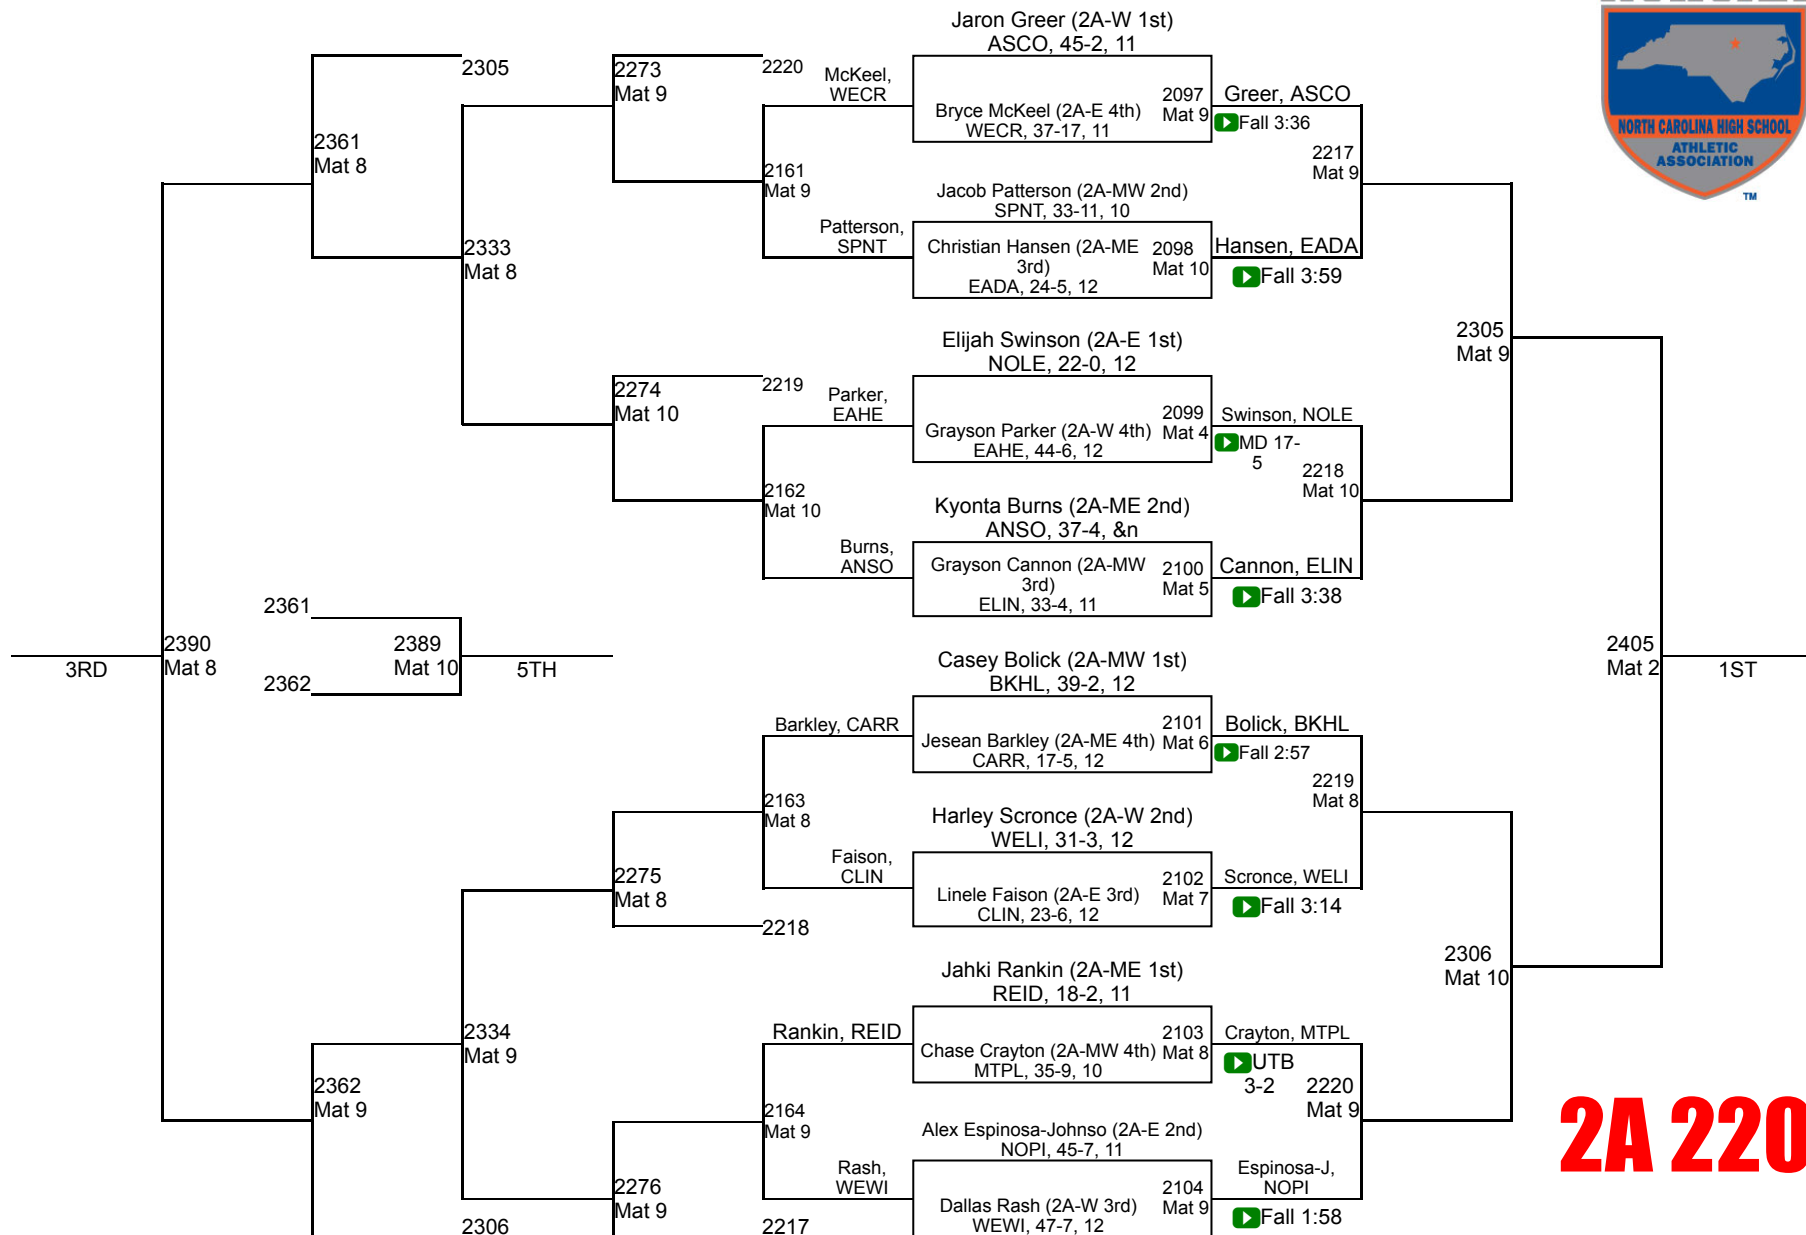 Jaron Greer (2A-W 1st)
ASCO, 45-2, 11
2305
2273
Mat 9
2220
McKeel,
WECR
Bryce McKeel (2A-E 4th)
WECR, 37-17, 11
2097
Mat 9
Greer, ASCO
Fall 3:36
NORTH CAROLINA HIGH SCHOOL
ATHLETIC
ASSOCIATION
TM
2361
Mat 8
2161
Mat 9
2217
Mat 9
Jacob Patterson (2A-MW 2nd)
SPNT, 33-11, 10
Patterson,
SPNT
Christian Hansen (2A-ME
3rd)
EADA, 24-5, 12
2098
Mat 10
Hansen, EADA
Fall 3:59
2333
Mat 8
Elijah Swinson (2A-E 1st)
NOLE, 22-0, 12
2305
Mat 9
2274
Mat 10
2219
Parker,
EAHE
Grayson Parker (2A-W 4th)
EAHE, 44-6, 12
2099
Mat 4
Swinson, NOLE
MD 17-
5
2218
Mat 10
2162
Mat 10
Kyonta Burns (2A-ME 2nd)
ANSO, 37-4, &n
Burns,
ANSO
Grayson Cannon (2A-MW
3rd)
ELIN, 33-4, 11
2100
Mat 5
Cannon, ELIN
Fall 3:38
2361
2390
Mat 8
3RD
2389
Mat 10
5TH
2362
2405
Mat 2
1ST
Casey Bolick (2A-MW 1st)
BKHL, 39-2, 12
Barkley, CARR
Jesean Barkley (2A-ME 4th)
CARR, 17-5, 12
2101
Mat 6
Bolick, BKHL
Fall 2:57
2219
Mat 8
2163
Mat 8
Harley Scronce (2A-W 2nd)
WELI, 31-3, 12
Faison,
CLIN
2275
Mat 8
Linele Faison (2A-E 3rd)
CLIN, 23-6, 12
2102
Mat 7
Scronce, WELI
Fall 3:14
2218
2306
Mat 10
Jahki Rankin (2A-ME 1st)
REID, 18-2, 11
2334
Mat 9
Rankin, REID
Chase Crayton (2A-MW 4th)
MTPL, 35-9, 10
2103
Mat 8
Crayton, MTPL
UTB
3-2
2220
Mat 9
2362
Mat 9
2164
Mat 9
Alex Espinosa-Johnso (2A-E 2nd)
NOPI, 45-7, 11
2A 220
Rash,
WEWI
2276
Mat 9
Dallas Rash (2A-W 3rd)
WEWI, 47-7, 12
2104
Mat 9
Espinosa-J,
NOPI
Fall 1:58
2306
2217